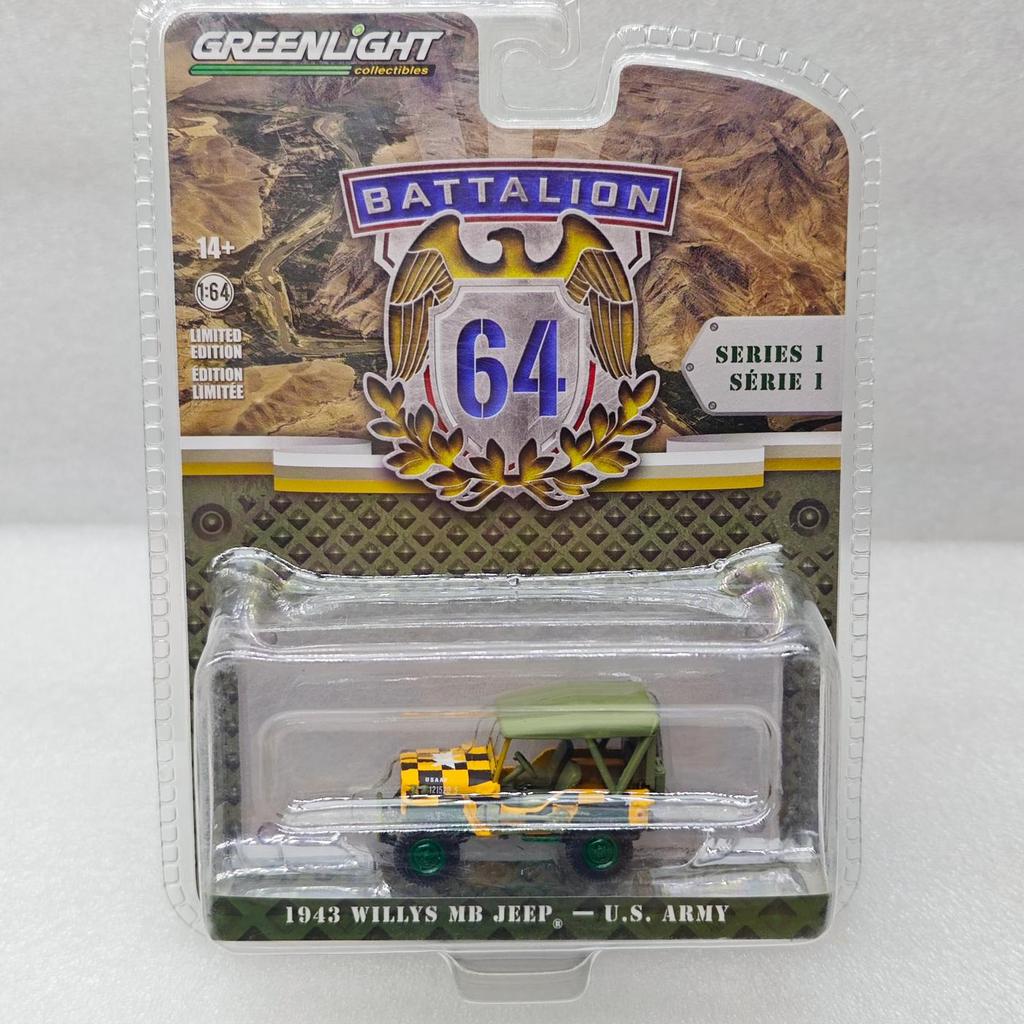 GREENLIGHT
collectibles
BATTALION
64
14+
1:64
LIMITED
EDITION
ÉDITION
LIMITÉE
SERIES 1
SÉRIE 1
1943 WILLYS MB JEEP® — U.S. ARMY